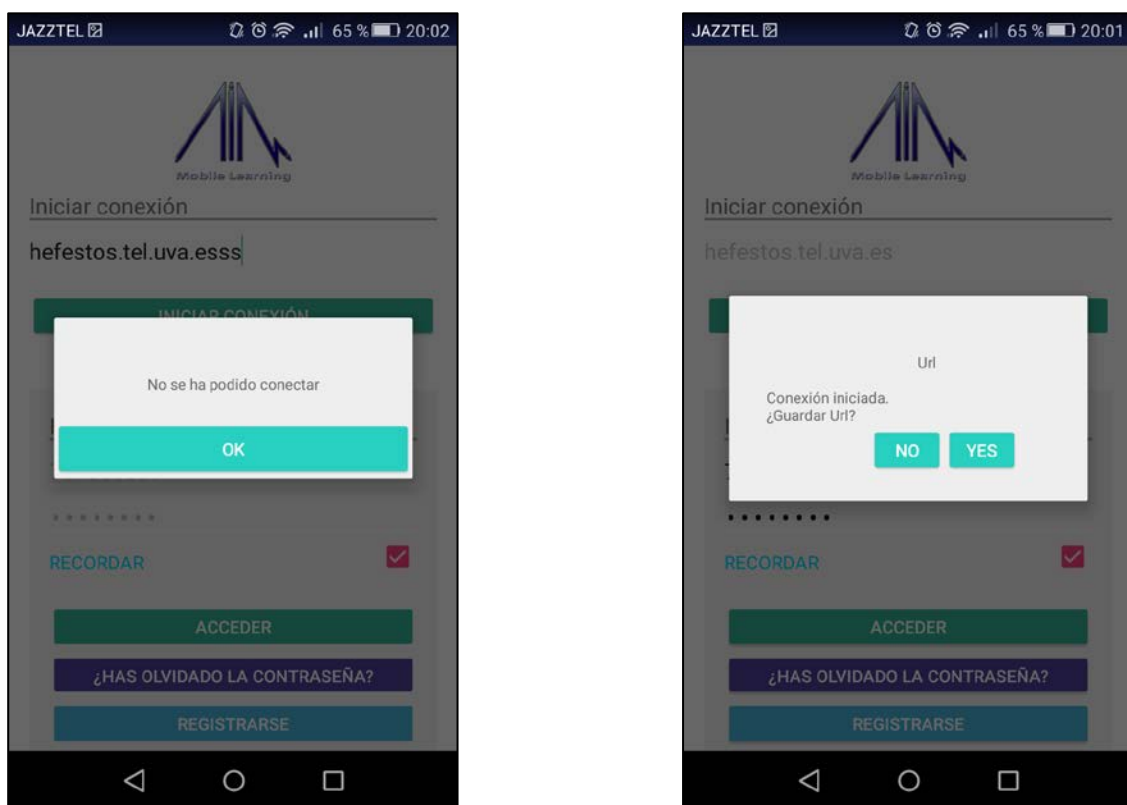 JAZZTEL 65 % 20:02
Mobile Learning
Iniciar conexión
hefestos.tel.uva.esss
INICIAR CONEXIÓN
No se ha podido conectar
OK
RECORDAR
ACCEDER
¿HAS OLVIDADO LA CONTRASEÑA?
REGISTRARSE
JAZZTEL 65 % 20:01
Mobile Learning
Iniciar conexión
hefestos.tel.uva.es
Url
Conexión iniciada.
¿Guardar Url?
NO YES
RECORDAR
ACCEDER
¿HAS OLVIDADO LA CONTRASEÑA?
REGISTRARSE